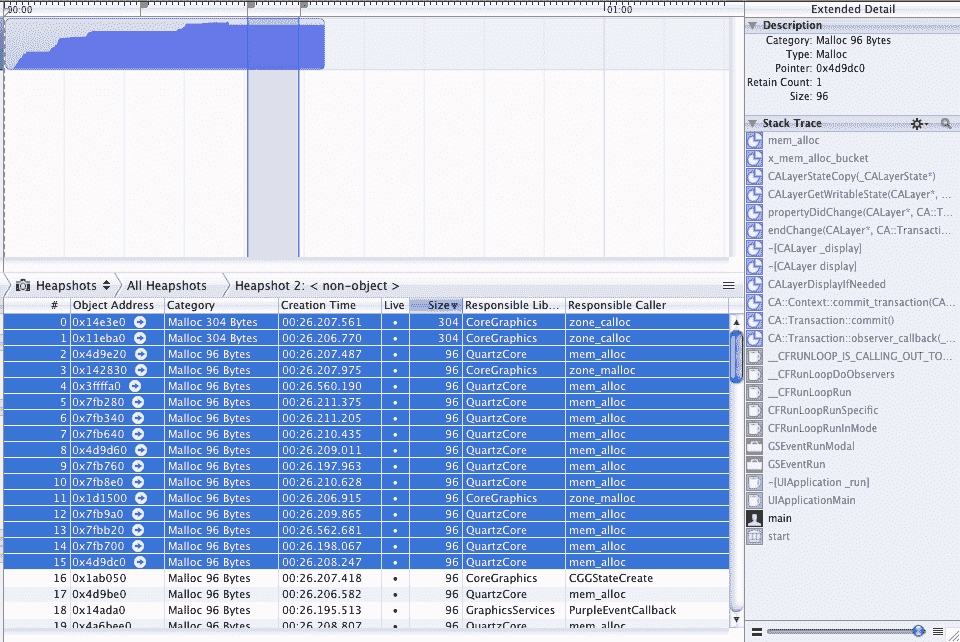 00:00
01:00
Extended Detail
Description
Category: Malloc 96 Bytes
Type: Malloc
Pointer: 0x4d9dc0
Retain Count: 1
Size: 96
Stack Trace
mem_alloc
x_mem_alloc_bucket
CALayerStateCopy(_CALayerState*)
CALayerGetWritableState(CALayer*, ...
propertyDidChange(CALayer*, CA::T...
endChange(CALayer*, CA::Transacti...
-[CALayer _display]
-[CALayer display]
CALayerDisplayIfNeeded
CA::Context::commit_transaction(CA...
CA::Transaction::commit()
CA::Transaction::observer_callback(_...
__CFRUNLOOP_IS_CALLING_OUT_TO...
__CFRunLoopDoObservers
__CFRunLoopRun
CFRunLoopRunSpecific
CFRunLoopRunInMode
GSEventRunModal
GSEventRun
-[UIApplication _run]
UIApplicationMain
main
start
Heapshots All Heapshots Heapshot 2: < non-object >
# Object Address Category Creation Time Live Size Responsible Lib... Responsible Caller
0 0x14e3e0 Malloc 304 Bytes 00:26.207.561 • 304 CoreGraphics zone_calloc
1 0x11eba0 Malloc 304 Bytes 00:26.206.770 • 304 CoreGraphics zone_calloc
2 0x4d9e20 Malloc 96 Bytes 00:26.207.487 • 96 QuartzCore mem_alloc
3 0x142830 Malloc 96 Bytes 00:26.207.975 • 96 CoreGraphics zone_malloc
4 0x3ffffa0 Malloc 96 Bytes 00:26.560.190 • 96 QuartzCore mem_alloc
5 0x7fb280 Malloc 96 Bytes 00:26.211.375 • 96 QuartzCore mem_alloc
6 0x7fb340 Malloc 96 Bytes 00:26.211.205 • 96 QuartzCore mem_alloc
7 0x7fb640 Malloc 96 Bytes 00:26.210.435 • 96 QuartzCore mem_alloc
8 0x4d9d60 Malloc 96 Bytes 00:26.209.011 • 96 QuartzCore mem_alloc
9 0x7fb760 Malloc 96 Bytes 00:26.197.963 • 96 QuartzCore mem_alloc
10 0x7fb8e0 Malloc 96 Bytes 00:26.210.628 • 96 QuartzCore mem_alloc
11 0x1d1500 Malloc 96 Bytes 00:26.206.915 • 96 CoreGraphics zone_malloc
12 0x7fb9a0 Malloc 96 Bytes 00:26.209.865 • 96 QuartzCore mem_alloc
13 0x7fbb20 Malloc 96 Bytes 00:26.562.681 • 96 QuartzCore mem_alloc
14 0x7fb700 Malloc 96 Bytes 00:26.198.067 • 96 QuartzCore mem_alloc
15 0x4d9dc0 Malloc 96 Bytes 00:26.208.247 • 96 QuartzCore mem_alloc
16 0x1ab050 Malloc 96 Bytes 00:26.207.418 • 96 CoreGraphics CGGStateCreate
17 0x4d9be0 Malloc 96 Bytes 00:26.206.582 • 96 QuartzCore mem_alloc
18 0x14ada0 Malloc 96 Bytes 00:26.195.513 • 96 GraphicsServices PurpleEventCallback
19 0x4a6bee0 Malloc 96 Bytes 00:26.208.807 • 96 QuartzCore mem_alloc